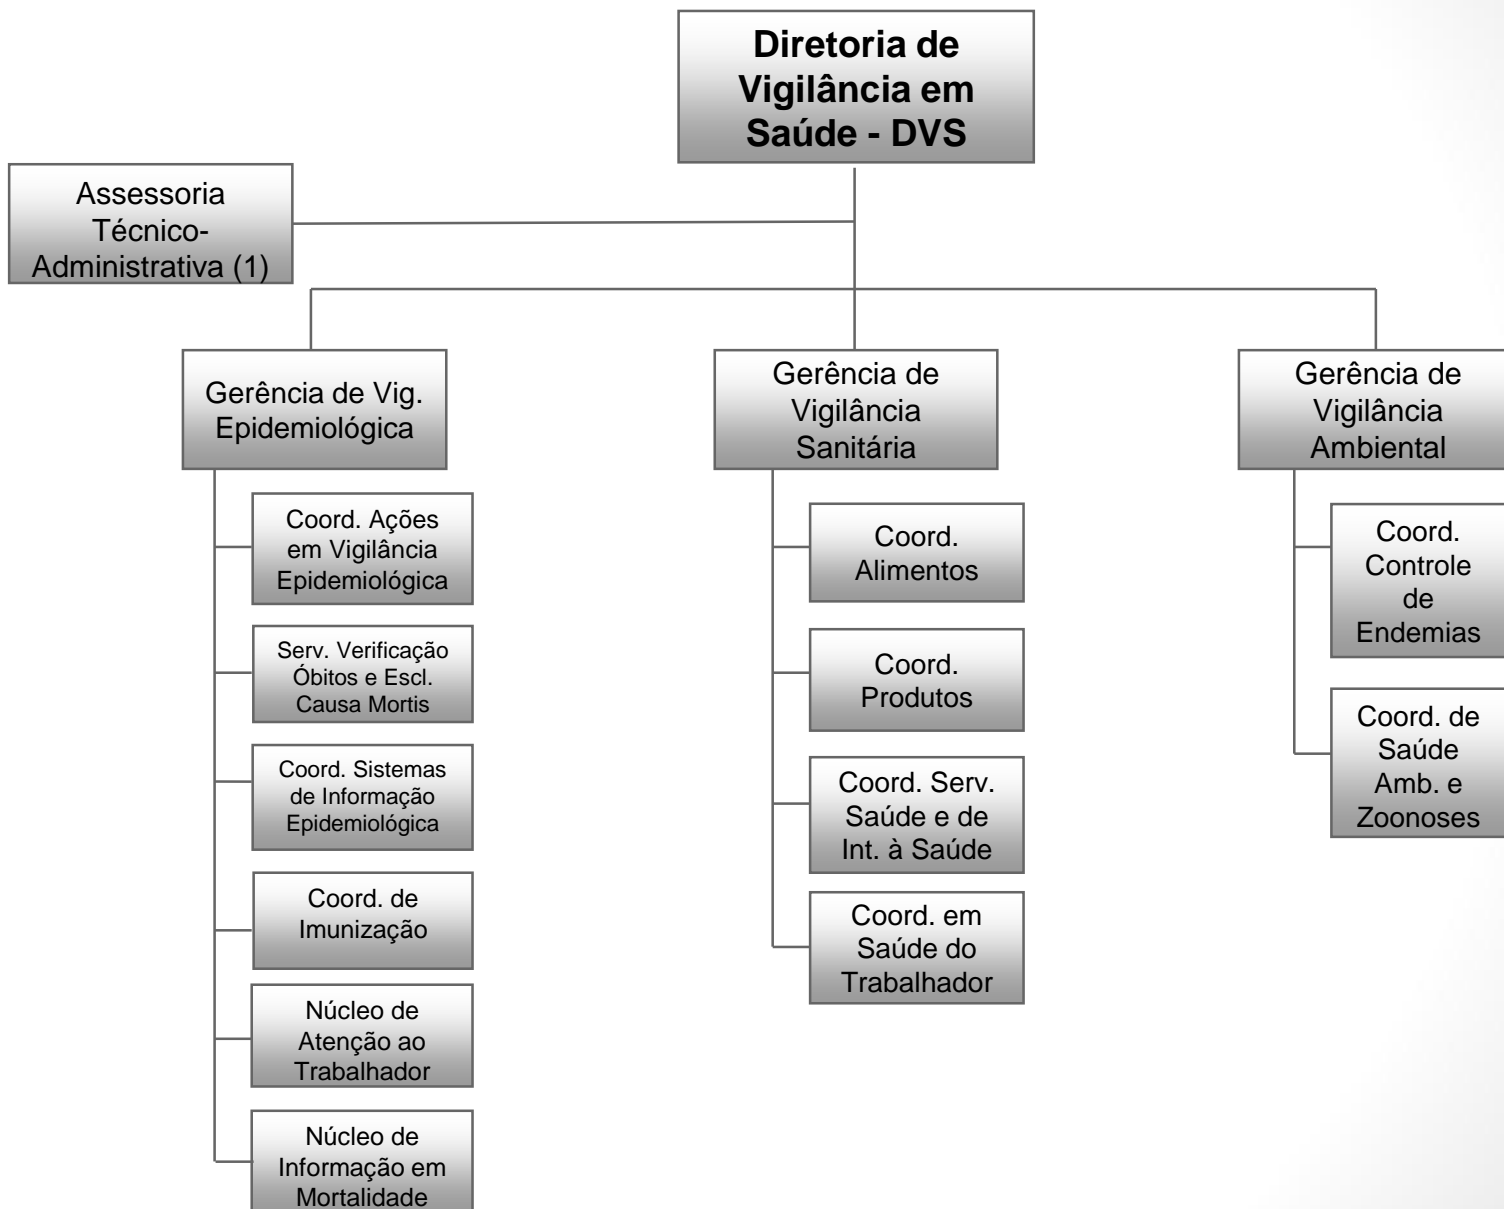 Diretoria de
Vigilância em
Saúde - DVS
Assessoria
Técnico-
Administrativa (1)
Gerência de Vig.
Epidemiológica
Coord. Ações
em Vigilância
Epidemiológica
Serv. Verificação
Óbitos e Escl.
Causa Mortis
Coord. Sistemas
de Informação
Epidemiológica
Coord. de
Imunização
Núcleo de
Atenção ao
Trabalhador
Núcleo de
Informação em
Mortalidade
Gerência de
Vigilância
Sanitária
Coord.
Alimentos
Coord.
Produtos
Coord. Serv.
Saúde e de
Int. à Saúde
Coord. em
Saúde do
Trabalhador
Gerência de
Vigilância
Ambiental
Coord.
Controle
de
Endemias
Coord. de
Saúde
Amb. e
Zoonoses